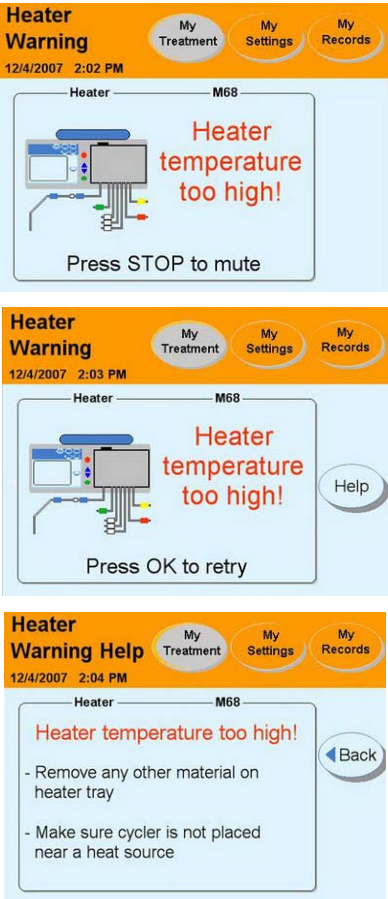 Heater
Warning
My
Treatment
My
Settings
My
Records
12/4/2007 2:02 PM
Heater
M68
Heater
temperature
too high!
Press STOP to mute
Heater
Warning
My
Treatment
My
Settings
My
Records
12/4/2007 2:03 PM
Heater
M68
Heater
temperature
too high!
Help
Press OK to retry
Heater
Warning Help
My
Treatment
My
Settings
My
Records
12/4/2007 2:04 PM
Heater
M68
Heater temperature too high!
Back
- Remove any other material on
heater tray
- Make sure cycler is not placed
near a heat source